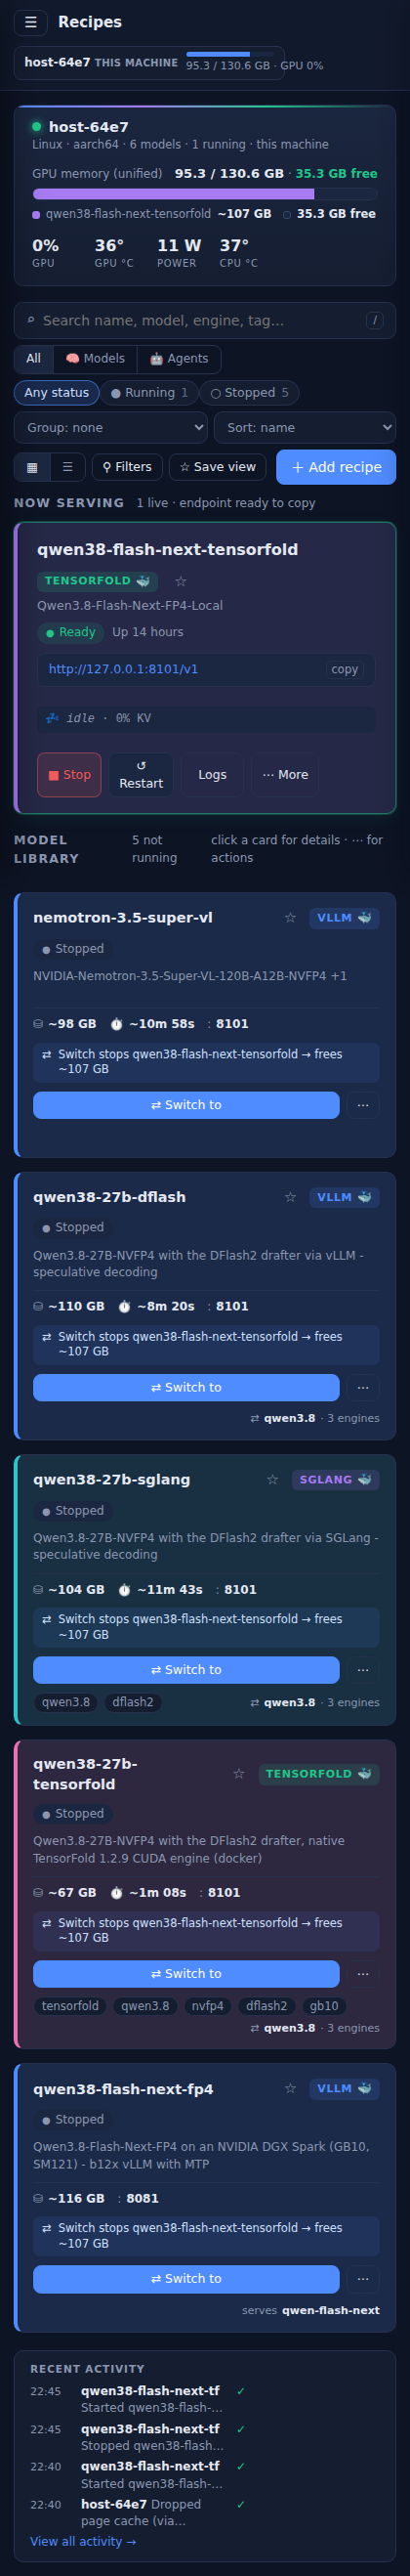 ☰ Recipes
host-64e7 THIS MACHINE 95.3 / 130.6 GB · GPU 0%
host-64e7
Linux · aarch64 · 6 models · 1 running · this machine
GPU memory (unified) 95.3 / 130.6 GB · 35.3 GB free
qwen38-flash-next-tensorfold ~107 GB 35.3 GB free
0% 36° 11 W 37°
GPU GPU °C POWER CPU °C
Search name, model, engine, tag… /
All 🧠 Models 🤖 Agents
Any status ● Running 1 ○ Stopped 5
Group: none Sort: name
▦ ☰ Filters ☆ Save view + Add recipe
NOW SERVING 1 live · endpoint ready to copy
qwen38-flash-next-tensorfold
TENSORFOLD 🐳 ☆
Qwen3.8-Flash-Next-FP4-Local
● Ready Up 14 hours
http://127.0.0.1:8101/v1 copy
💤 idle · 0% KV
■ Stop ↺ Restart Logs ⋯ More
MODEL LIBRARY 5 not running click a card for details · ⋯ for actions
nemotron-3.5-super-vl ☆ VLLM 🐳
● Stopped
NVIDIA-Nemotron-3.5-Super-VL-120B-A12B-NVFP4 +1
~98 GB ⏱ ~10m 58s : 8101
⇄ Switch stops qwen38-flash-next-tensorfold → frees
~107 GB
⇄ Switch to ⋯
qwen38-27b-dflash ☆ VLLM 🐳
● Stopped
Qwen3.8-27B-NVFP4 with the DFlash2 drafter via vLLM -
speculative decoding
~110 GB ⏱ ~8m 20s : 8101
⇄ Switch stops qwen38-flash-next-tensorfold → frees
~107 GB
⇄ Switch to ⋯
⇄ qwen3.8 · 3 engines
qwen38-27b-sglang ☆ SGLANG 🐳
● Stopped
Qwen3.8-27B-NVFP4 with the DFlash2 drafter via SGLang -
speculative decoding
~104 GB ⏱ ~11m 43s : 8101
⇄ Switch stops qwen38-flash-next-tensorfold → frees
~107 GB
⇄ Switch to ⋯
qwen3.8 dflash2 ⇄ qwen3.8 · 3 engines
qwen38-27b-
tensorfold ☆ TENSORFOLD 🐳
● Stopped
Qwen3.8-27B-NVFP4 with the DFlash2 drafter, native
TensorFold 1.2.9 CUDA engine (docker)
~67 GB ⏱ ~1m 08s : 8101
⇄ Switch stops qwen38-flash-next-tensorfold → frees
~107 GB
⇄ Switch to ⋯
tensorfold qwen3.8 nvfp4 dflash2 gb10
⇄ qwen3.8 · 3 engines
qwen38-flash-next-fp4 ☆ VLLM 🐳
● Stopped
Qwen3.8-Flash-Next-FP4 on an NVIDIA DGX Spark (GB10,
SM121) - b12x vLLM with MTP
~116 GB : 8081
⇄ Switch stops qwen38-flash-next-tensorfold → frees
~107 GB
⇄ Switch to ⋯
serves qwen-flash-next
RECENT ACTIVITY
22:45 qwen38-flash-next-tf ✓
Started qwen38-flash-…
22:45 qwen38-flash-next-tf ✓
Stopped qwen38-flash…
22:40 qwen38-flash-next-tf ✓
Started qwen38-flash-…
22:40 host-64e7 Dropped ✓
page cache (via…
View all activity →